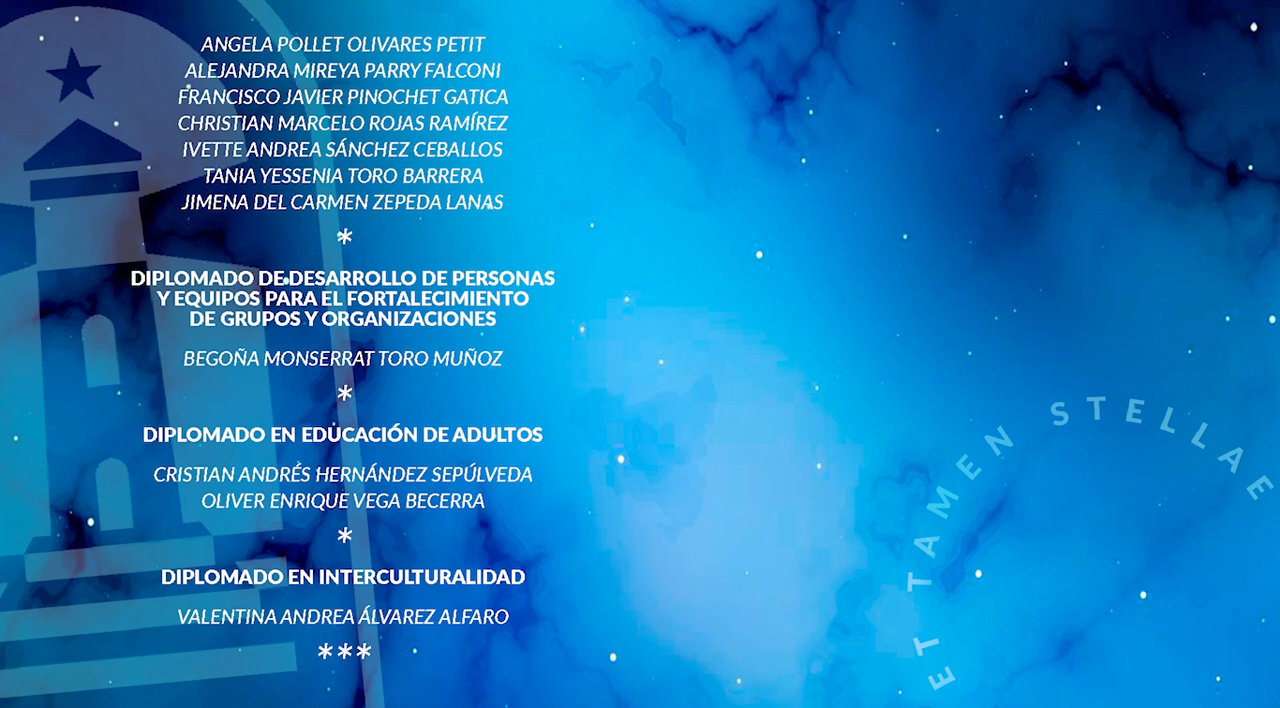 ANGELA POLLET OLIVARES PETIT
ALEJANDRA MIREYA PARRY FALCONI
FRANCISCO JAVIER PINOCHET GATICA
CHRISTIAN MARCELO ROJAS RAMÍREZ
IVETTE ANDREA SÁNCHEZ CEBALLOS
TANIA YESSENIA TORO BARRERA
JIMENA DEL CARMEN ZEPEDA LANAS
*
DIPLOMADO DE DESARROLLO DE PERSONAS
Y EQUIPOS PARA EL FORTALECIMIENTO
DE GRUPOS Y ORGANIZACIONES
BEGOÑA MONSERRAT TORO MUÑOZ
*
DIPLOMADO EN EDUCACIÓN DE ADULTOS
CRISTIAN ANDRÉS HERNÁNDEZ SEPÚLVEDA
OLIVER ENRIQUE VEGA BECERRA
*
DIPLOMADO EN INTERCULTURALIDAD
VALENTINA ANDREA ÁLVAREZ ALFARO
***
ET TAMEN STELLAE